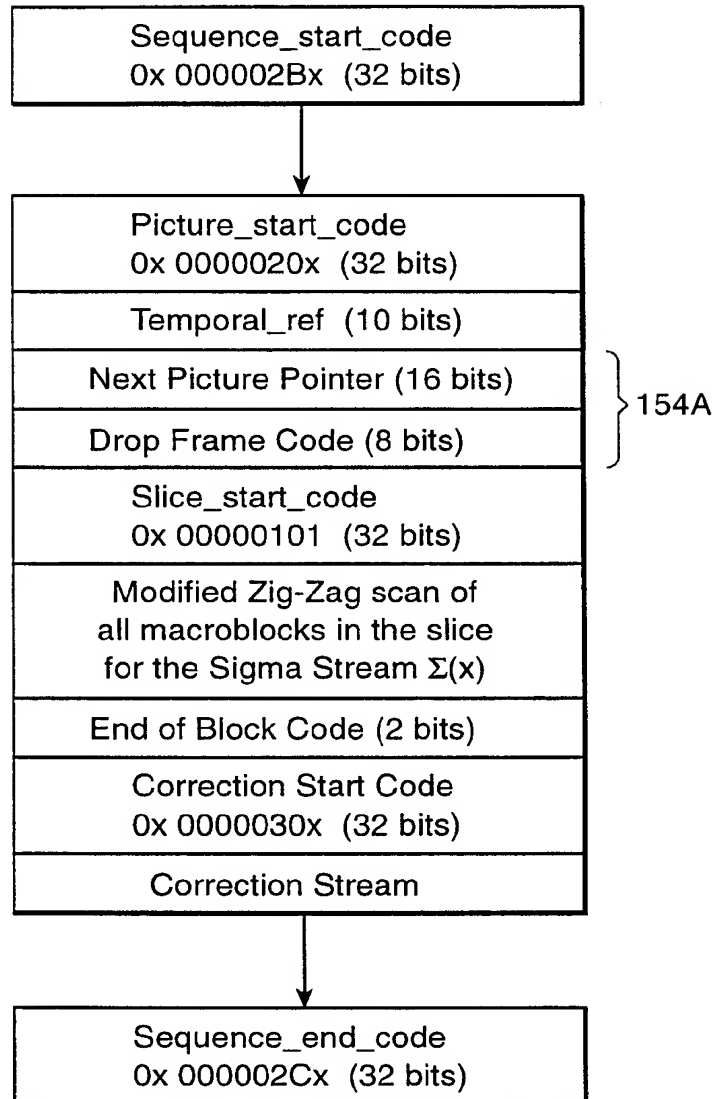 Sequence_start_code
0x 000002Bx (32 bits)
Picture_start_code
0x 0000020x (32 bits)
Temporal_ref (10 bits)
Next Picture Pointer (16 bits)
154A
Drop Frame Code (8 bits)
Slice_start_code
0x 00000101 (32 bits)
Modified Zig-Zag scan of
all macroblocks in the slice
for the Sigma Stream Σ(x)
End of Block Code (2 bits)
Correction Start Code
0x 0000030x (32 bits)
Correction Stream
Sequence_end_code
0x 000002Cx (32 bits)